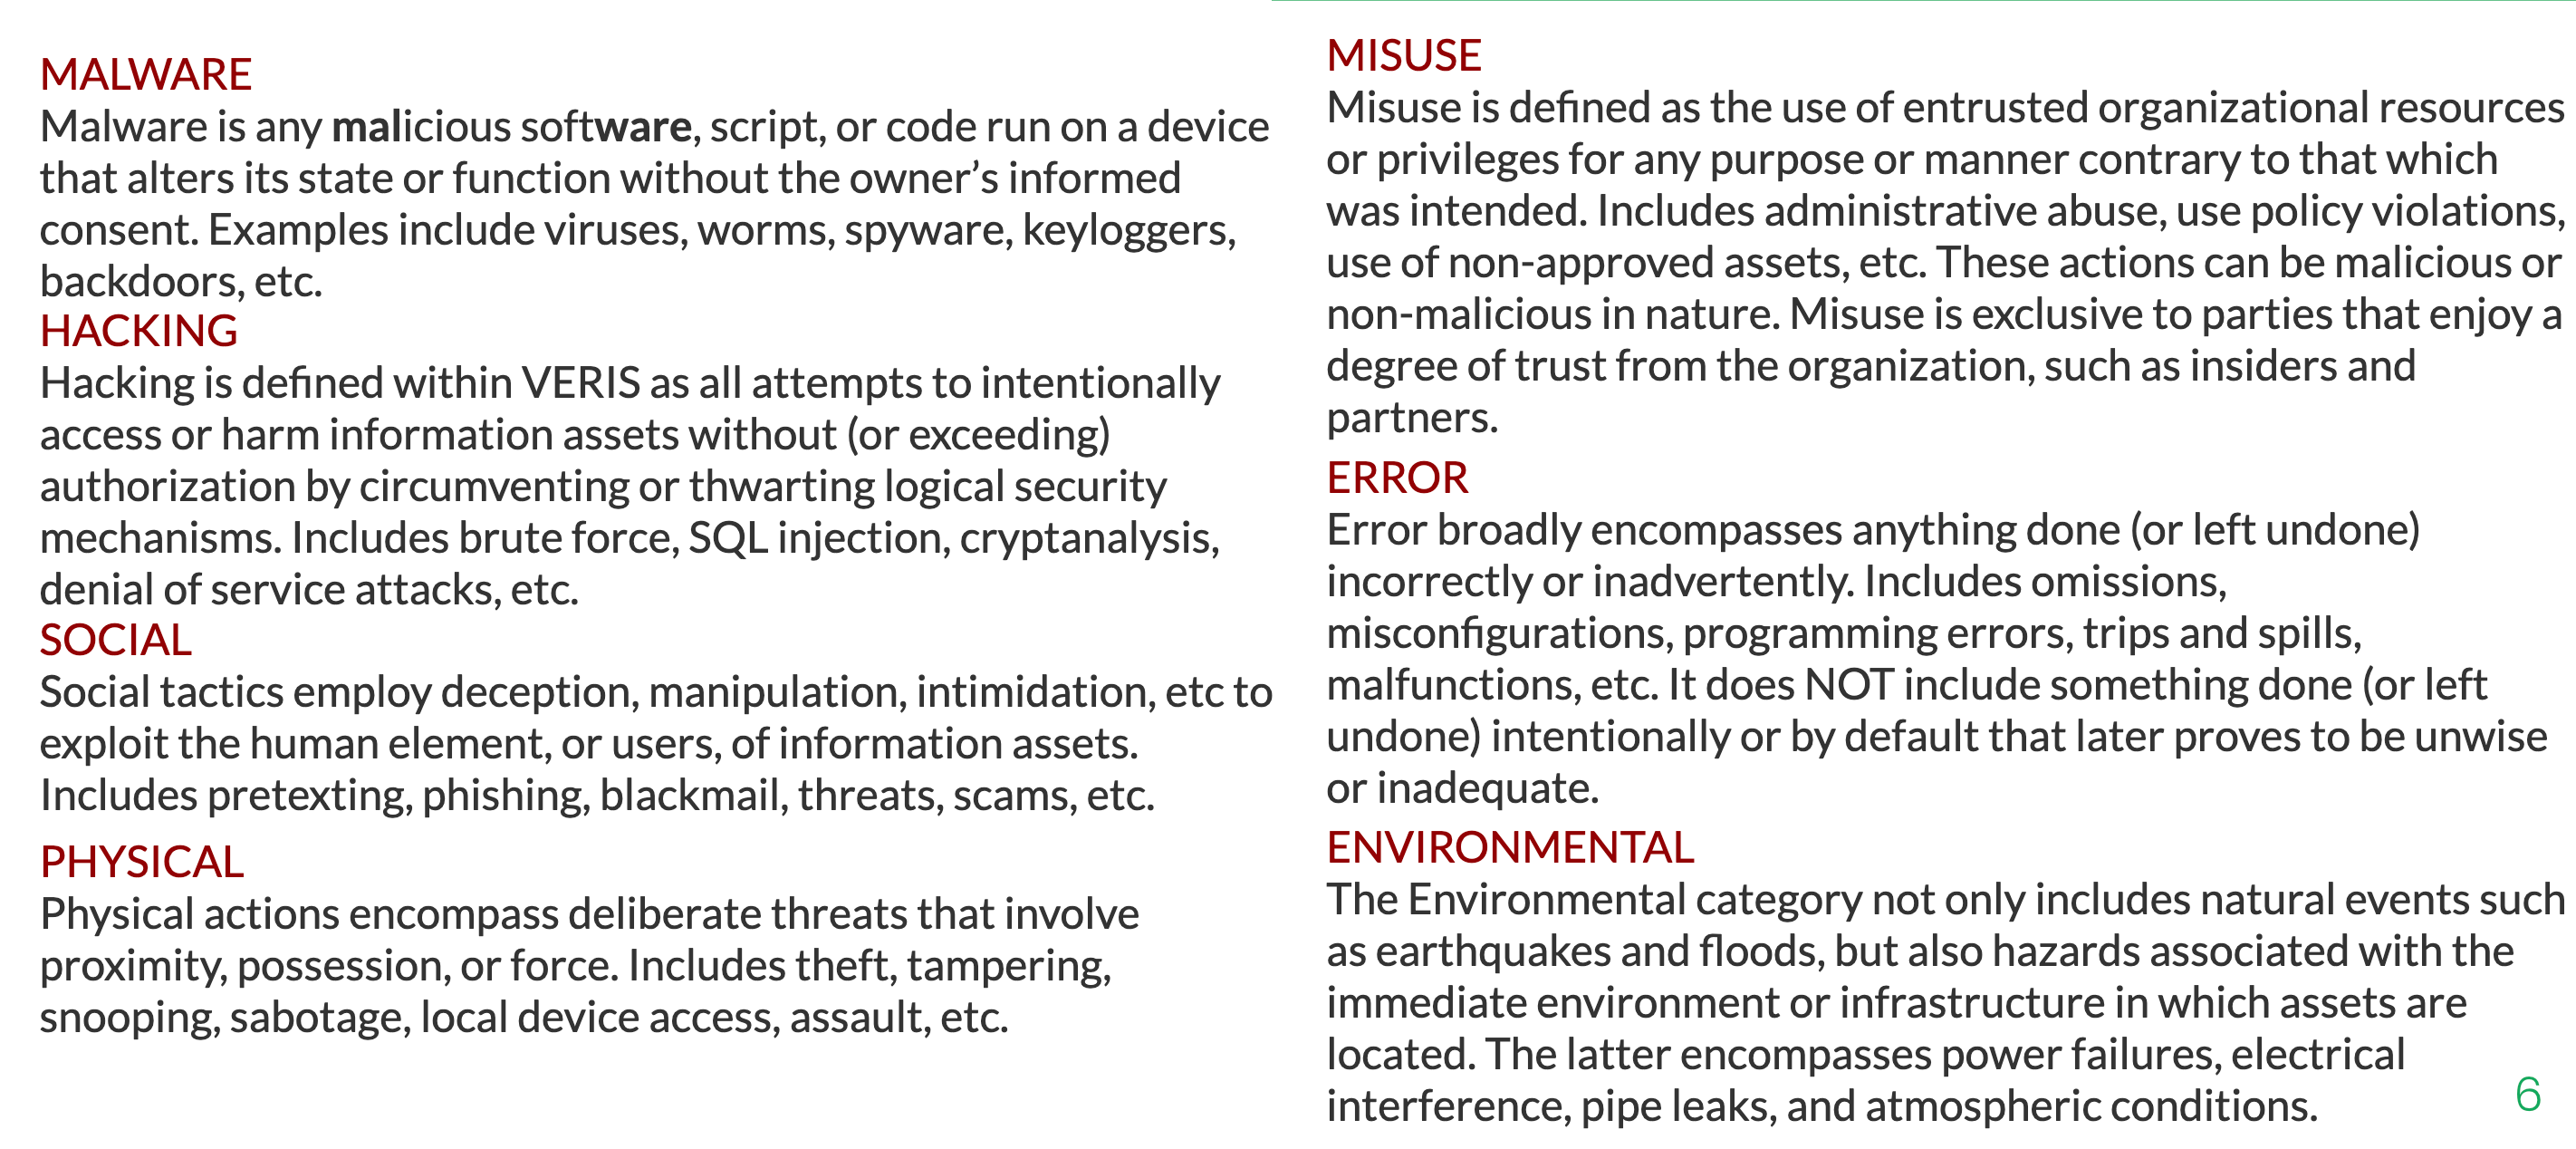 MALWARE
Malware is any malicious software, script, or code run on a device
that alters its state or function without the owner’s informed
consent. Examples include viruses, worms, spyware, keyloggers,
backdoors, etc.
HACKING
Hacking is defined within VERIS as all attempts to intentionally
access or harm information assets without (or exceeding)
authorization by circumventing or thwarting logical security
mechanisms. Includes brute force, SQL injection, cryptanalysis,
denial of service attacks, etc.
SOCIAL
Social tactics employ deception, manipulation, intimidation, etc to
exploit the human element, or users, of information assets.
Includes pretexting, phishing, blackmail, threats, scams, etc.
PHYSICAL
Physical actions encompass deliberate threats that involve
proximity, possession, or force. Includes theft, tampering,
snooping, sabotage, local device access, assault, etc.
MISUSE
Misuse is defined as the use of entrusted organizational resources
or privileges for any purpose or manner contrary to that which
was intended. Includes administrative abuse, use policy violations,
use of non-approved assets, etc. These actions can be malicious or
non-malicious in nature. Misuse is exclusive to parties that enjoy a
degree of trust from the organization, such as insiders and
partners.
ERROR
Error broadly encompasses anything done (or left undone)
incorrectly or inadvertently. Includes omissions,
misconfigurations, programming errors, trips and spills,
malfunctions, etc. It does NOT include something done (or left
undone) intentionally or by default that later proves to be unwise
or inadequate.
ENVIRONMENTAL
The Environmental category not only includes natural events such
as earthquakes and floods, but also hazards associated with the
immediate environment or infrastructure in which assets are
located. The latter encompasses power failures, electrical
interference, pipe leaks, and atmospheric conditions.
6